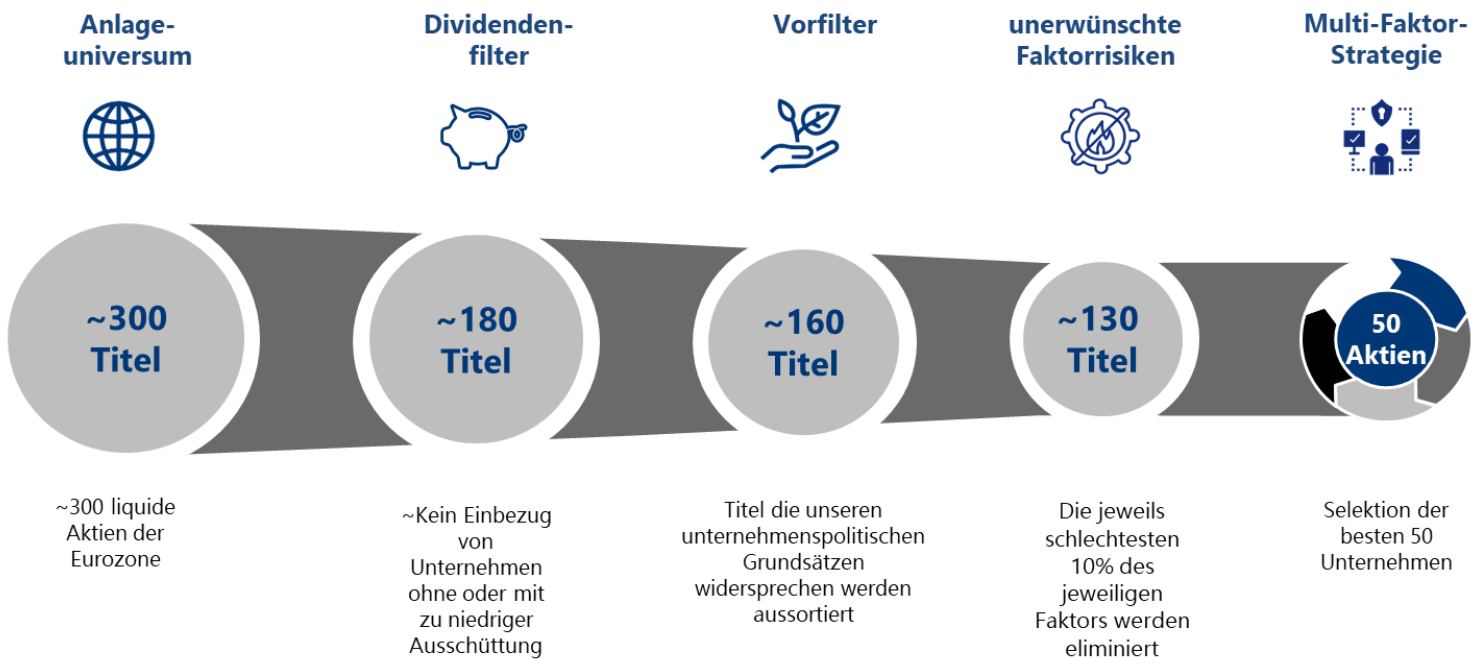 Anlage-
universum
Dividenden-
filter
Vorfilter
unerwünschte
Faktorrisiken
Multi-Faktor-
Strategie
~300
Titel
~180
Titel
~160
Titel
~130
Titel
50
Aktien
~300 liquide
Aktien der
Eurozone
~Kein Einbezug
von
Unternehmen
ohne oder mit
zu niedriger
Ausschüttung
Titel die unseren
unternehmenspolitischen
Grundsätzen
widersprechen werden
aussortiert
Die jeweils
schlechtesten
10% des
jeweiligen
Faktors werden
eliminiert
Selektion der
besten 50
Unternehmen